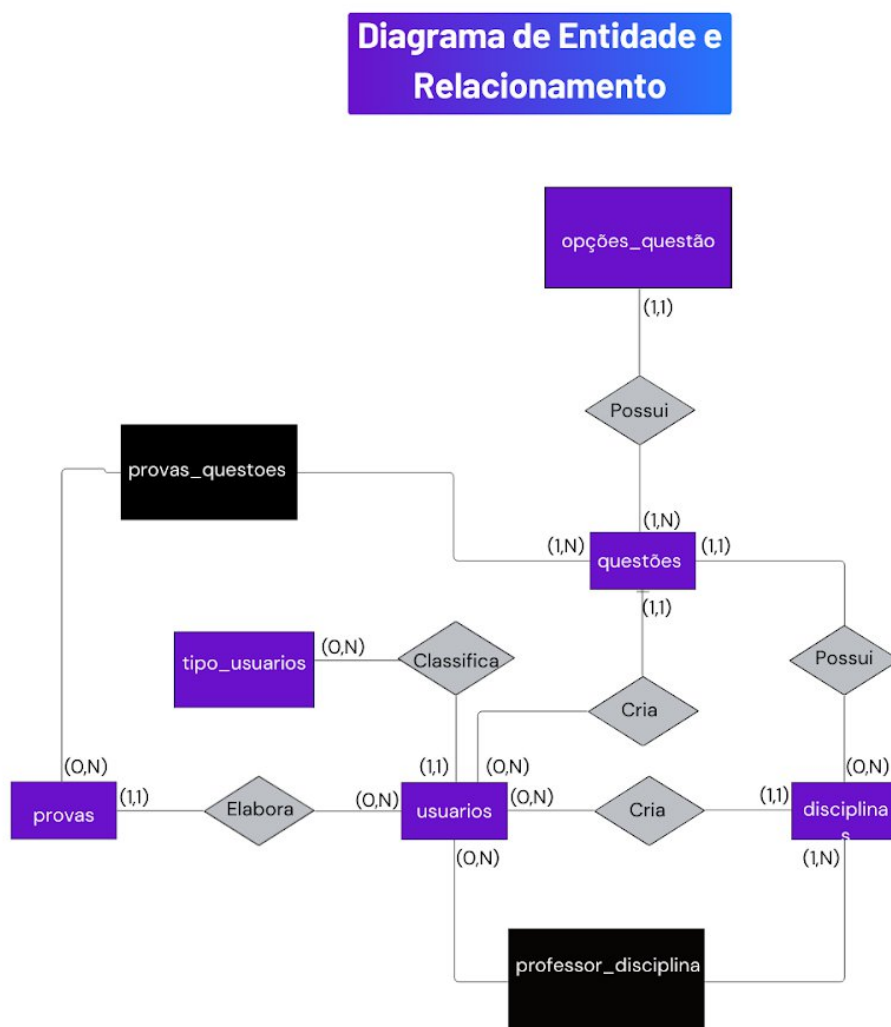 Diagrama de Entidade e
Relacionamento
opções_questão
(1,1)
Possui
provas_questoes
(1,N)
(1,N)
questões
(1,1)
(1,1)
tipo_usuarios
(0,N)
Classifica
Possui
Cria
(0,N)
(1,1)
(0,N)
(0,N)
provas
(1,1)
Elabora
(0,N)
usuarios
(0,N)
Cria
(1,1)
disciplina
s
(0,N)
(1,N)
professor_disciplina